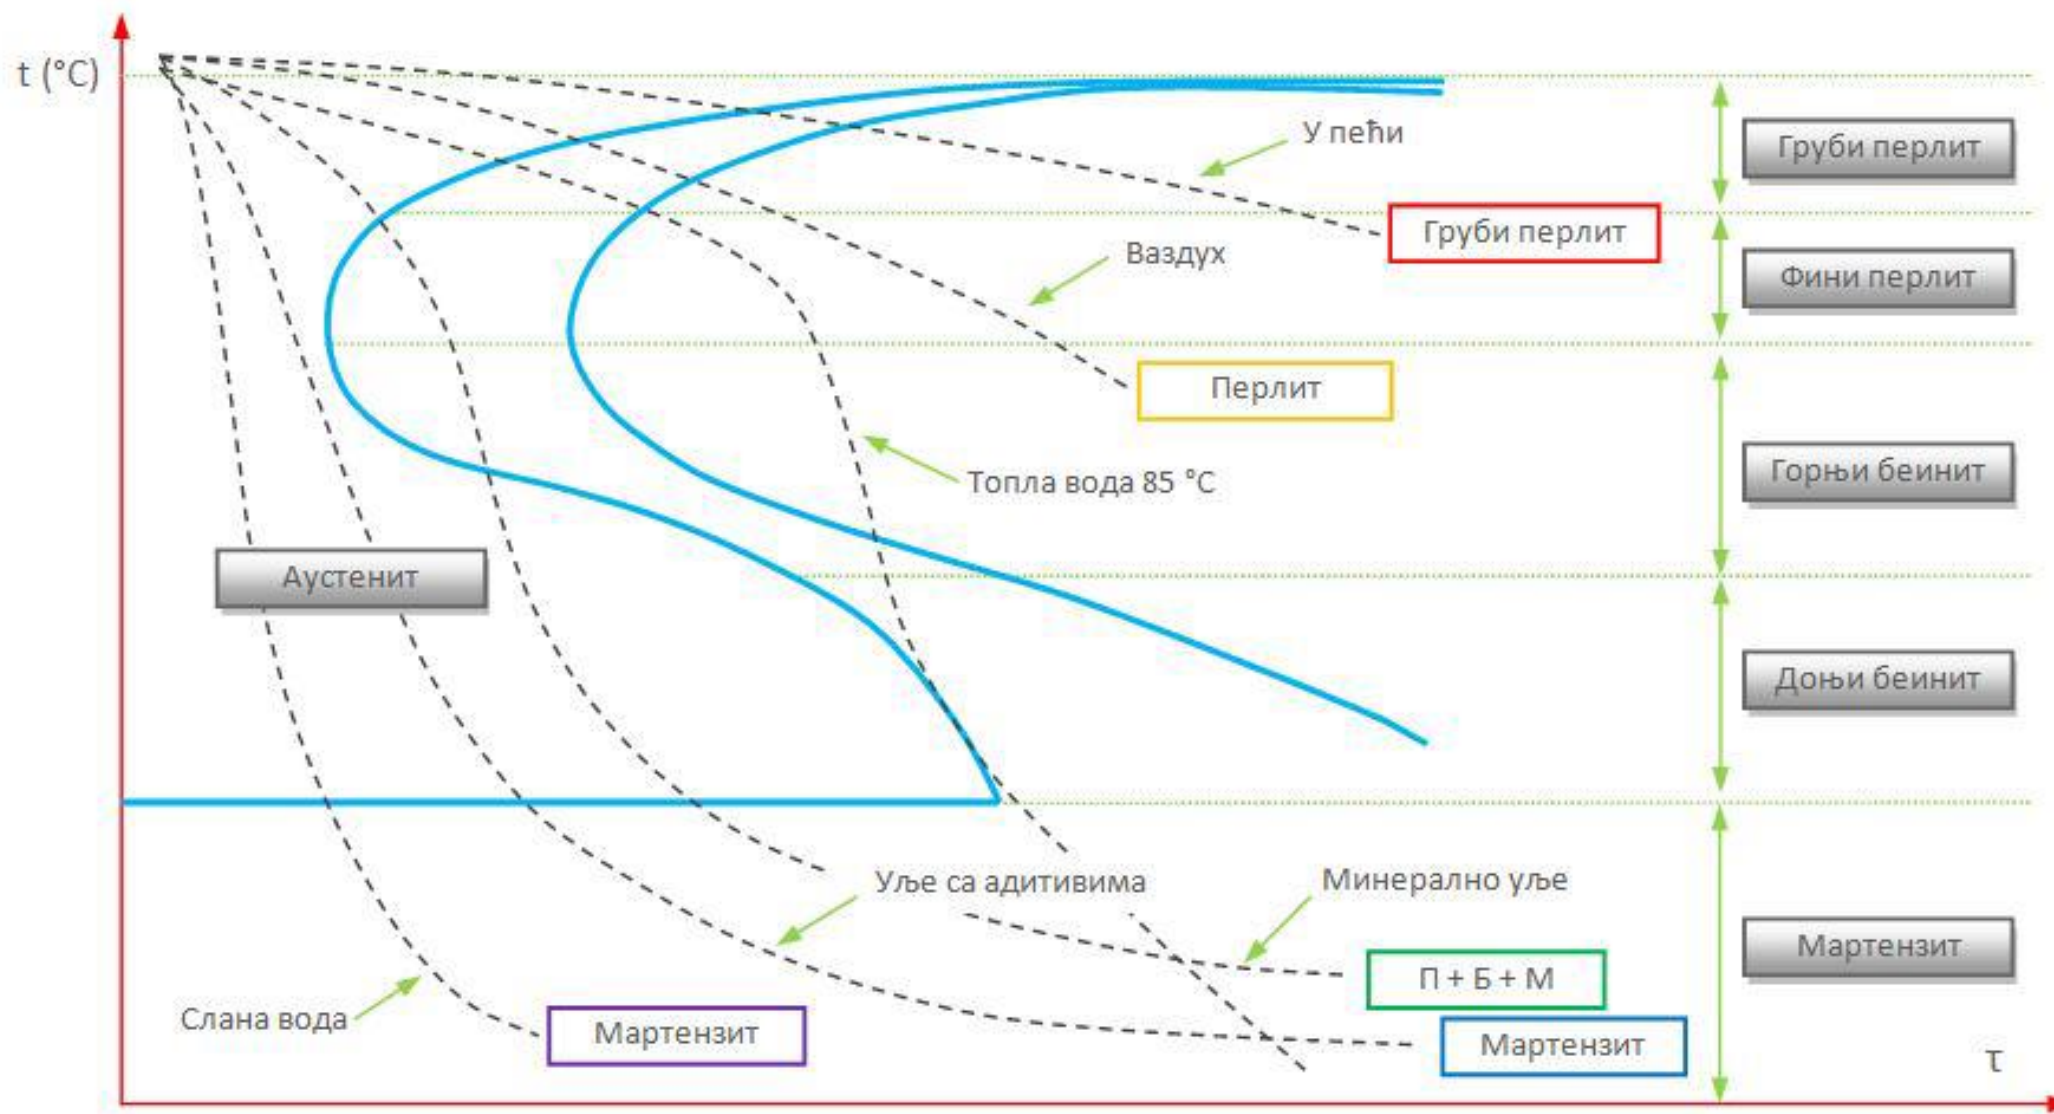 t (°C)
У пећи
Груби перлит
Груби перлит
Ваздух
Фини перлит
Перлит
Топла вода 85 °C
Горњи беинит
Аустенит
Доњи беинит
Уље са адитивима
Минерално уље
Мартензит
П + Б + М
Слана вода
Мартензит
Мартензит
τ